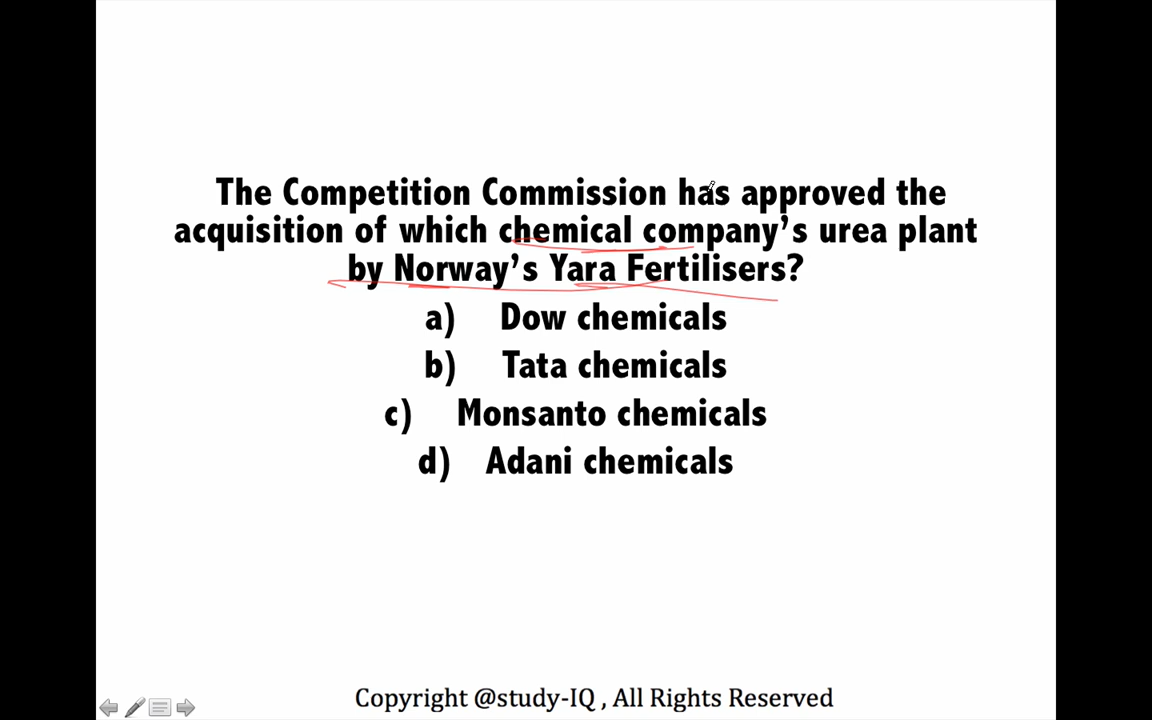 The Competition Commission has approved the
acquisition of which chemical company's urea plant
by Norway's Yara Fertilisers?
a) Dow chemicals
b) Tata chemicals
c) Monsanto chemicals
d) Adani chemicals
Copyright @study-IQ , All Rights Reserved